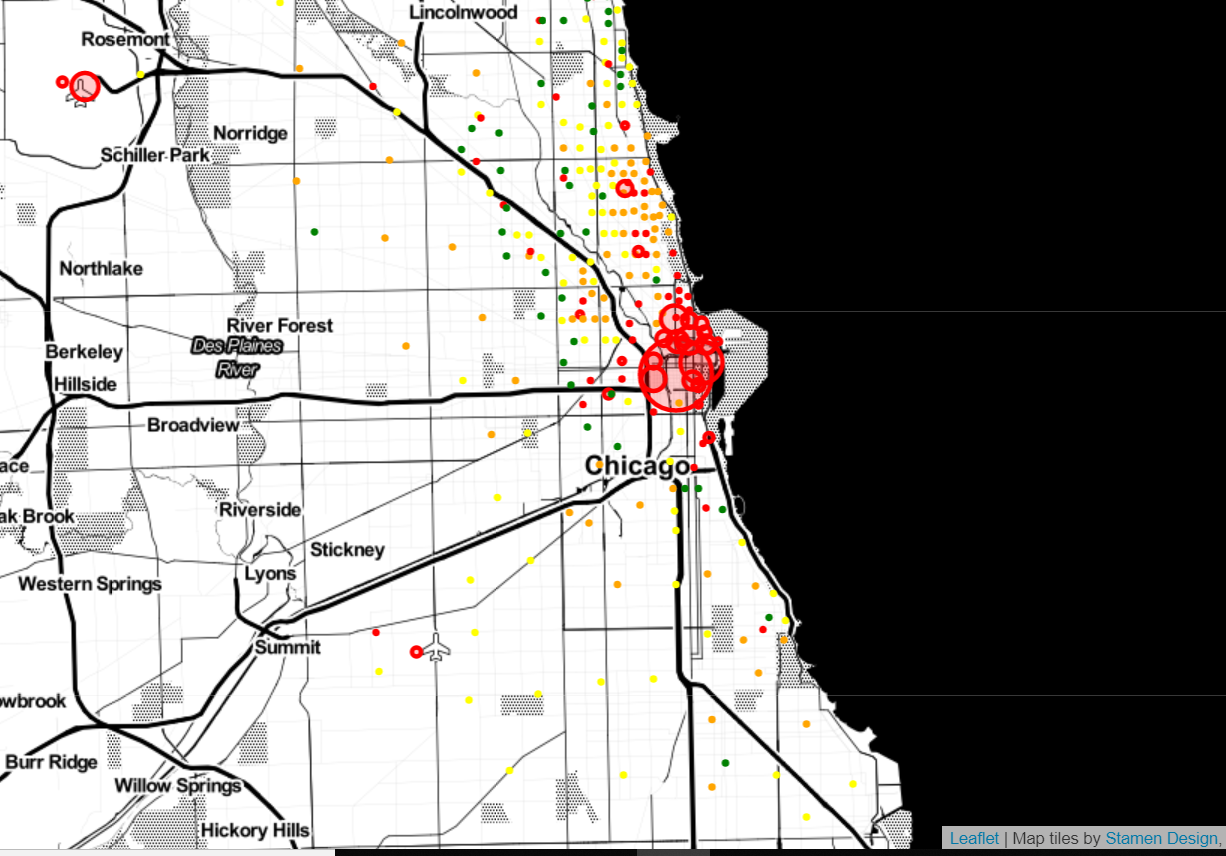 Lincolnwood
Rosemont
Norridge
Schiller Park
Northlake
River Forest
Des Plaines
River
Berkeley
Hillside
Broadview
ace
Chicago
Riverside
ak Brook
Stickney
Lyons
Western Springs
Summit
owbrook
Burr Ridge
Willow Springs
Hickory Hills
Leaflet | Map tiles by Stamen Design,